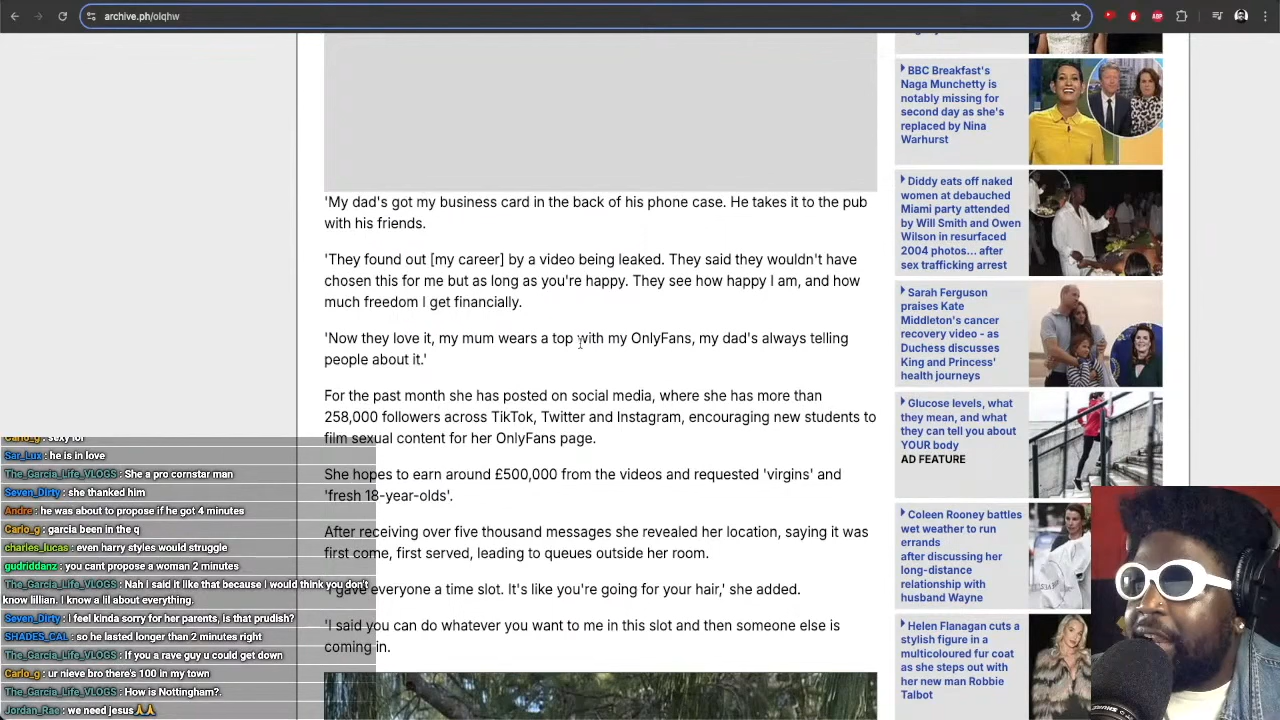 archive.ph/olqhw
ABP
'My dad's got my business card in the back of his phone case. He takes it to the pub
with his friends.
'They found out [my career] by a video being leaked. They said they wouldn't have
chosen this for me but as long as you're happy. They see how happy I am, and how
much freedom I get financially.
'Now they love it, my mum wears a top with my OnlyFans, my dad's always telling
people about it.'
For the past month she has posted on social media, where she has more than
258,000 followers across TikTok, Twitter and Instagram, encouraging new students to
film sexual content for her OnlyFans page.
She hopes to earn around £500,000 from the videos and requested 'virgins' and
'fresh 18-year-olds'.
After receiving over five thousand messages she revealed her location, saying it was
first come, first served, leading to queues outside her room.
'I gave everyone a time slot. It's like you're going for your hair,' she added.
'I said you can do whatever you want to me in this slot and then someone else is
coming in.
BBC Breakfast's
Naga Munchetty is
notably missing for
second day as she's
replaced by Nina
Warhurst
Diddy eats off naked
women at debauched
Miami party attended
by Will Smith and Owen
Wilson in resurfaced
2004 photos... after
sex trafficking arrest
Sarah Ferguson
praises Kate
Middleton's cancer
recovery video - as
Duchess discusses
King and Princess'
health journeys
Glucose levels, what
they mean, and what
they can tell you about
YOUR body
AD FEATURE
Coleen Rooney battles
wet weather to run
errands
after discussing her
long-distance
relationship with
husband Wayne
Helen Flanagan cuts a
stylish figure in a
multicoloured fur coat
as she steps out with
her new man Robbie
Talbot
Carlo_g : sexy lol
Sar_Lux : he is in love
The_Garcia_Life_VLOGS : She a pro cornstar man
Seven_Dirty : she thanked him
Andre : he was about to propose if he got 4 minutes
Carlo_g : garcia been in the q
charles_lucas : even harry styles would struggle
gudriddanz : you cant propose a woman 2 minutes
The_Garcia_Life_VLOGS : Nah I said it like that because I would think you don't
know lillian. I know a lil about everything.
Seven_Dirty : I feel kinda sorry for her parents, is that prudish?
SHADES_CAL : so he lasted longer than 2 minutes right
The_Garcia_Life_VLOGS : If you a rave guy u could get down
Carlo_g : ur nieve bro there's 100 in my town
The_Garcia_Life_VLOGS : How is Nottingham?.
Jordan_Rae : we need jesus🙏🙏